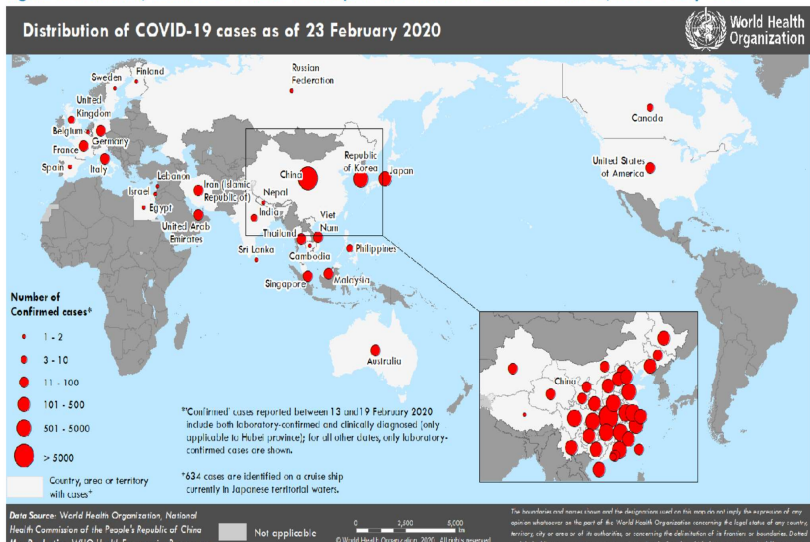 Distribution of COVID-19 cases as of 23 February 2020
World Health
Organization
Russian
Federation
Sweden
Finland
United
Kingdom
Belgium
Germany
France
Spain
Italy
Lebanon
Israel
Egypt
Iran (Islamic
Republic of)
United Arab
Emirates
China
Republic
of Korea
Japan
Nepal
India
Viet
Nam
Thailand
Cambodia
Philippines
Sri Lanka
Singapore
Malaysia
Australia
Canada
United States
of America
China
Number of
Confirmed cases*
1 - 2
3 - 10
11 - 100
101 - 500
501 - 5000
> 5000
Country, area or territory
with cases+
*'Confirmed' cases reported between 13 and 19 February 2020
include both laboratory-confirmed and clinically diagnosed (only
applicable to Hubei province); for all other dates, only laboratory-
confirmed cases are shown.
+634 cases are identified on a cruise ship
currently in Japanese territorial waters.
Data Source: World Health Organization, National
Health Commission of the People's Republic of China
Not applicable
0 2,500 5,000
km
© World Health Organization 2020. All rights reserved.
The boundaries and names shown and the designations used on this map do not imply the expression of any
opinion whatsoever on the part of the World Health Organization concerning the legal status of any country,
territory, city or area or of its authorities, or concerning the delimitation of its frontiers or boundaries. Dotted